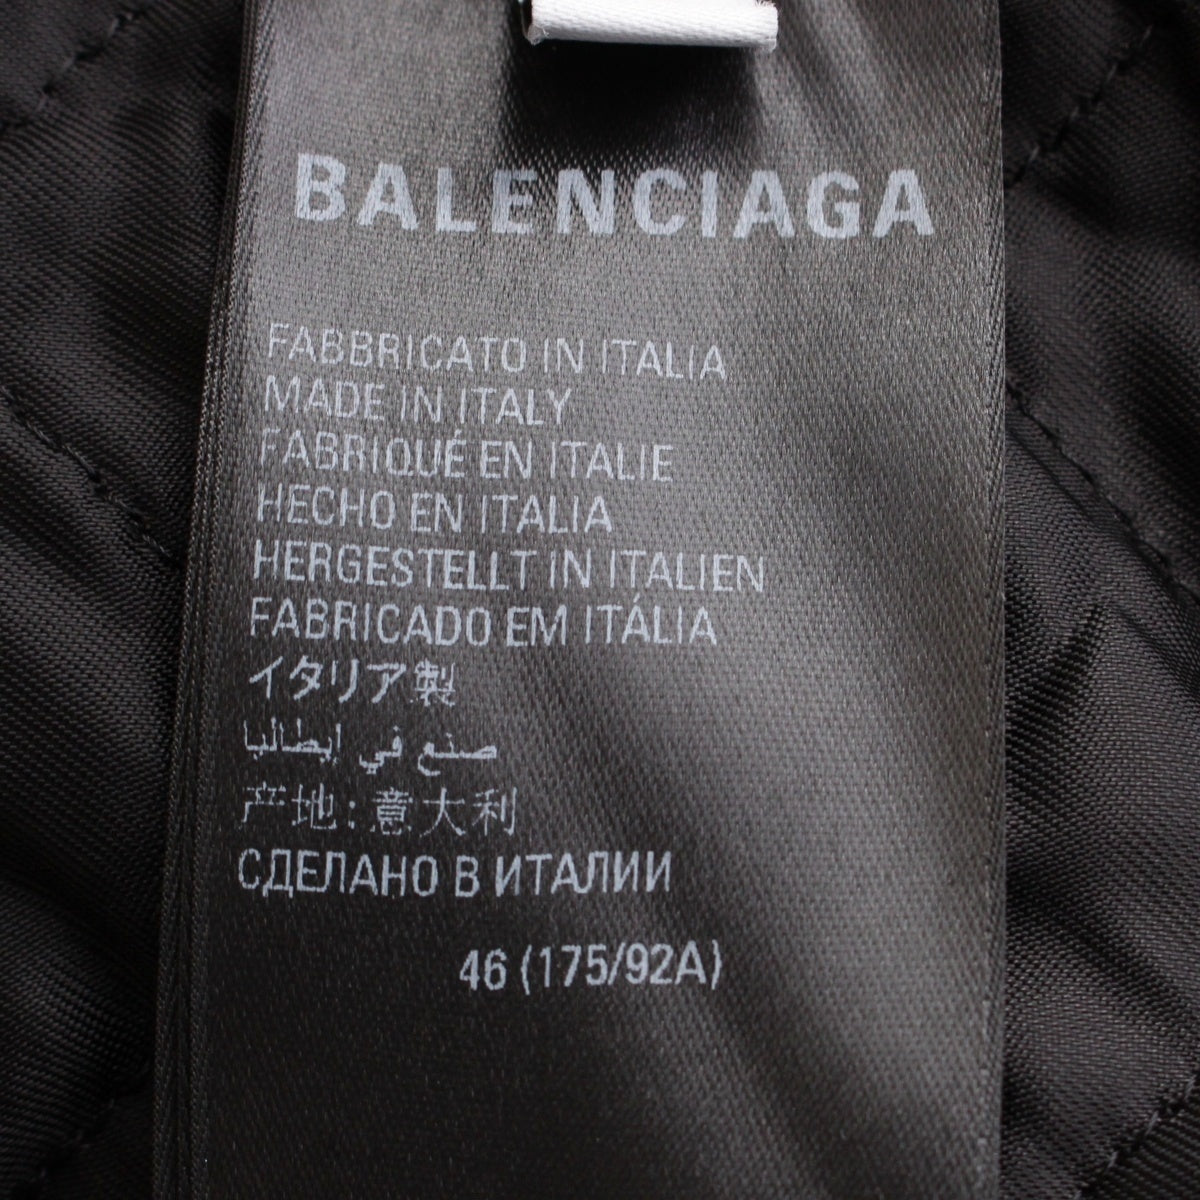 BALENCIAGA
FABBRICATO IN ITALIA
MADE IN ITALY
FABRIQUÉ EN ITALIE
HECHO EN ITALIA
HERGESTELLT IN ITALIEN
FABRICADO EM ITÁLIA
イタリア製
صنع في إيطاليا
产地: 意大利
СДЕЛАНО В ИТАЛИИ
46 (175/92A)